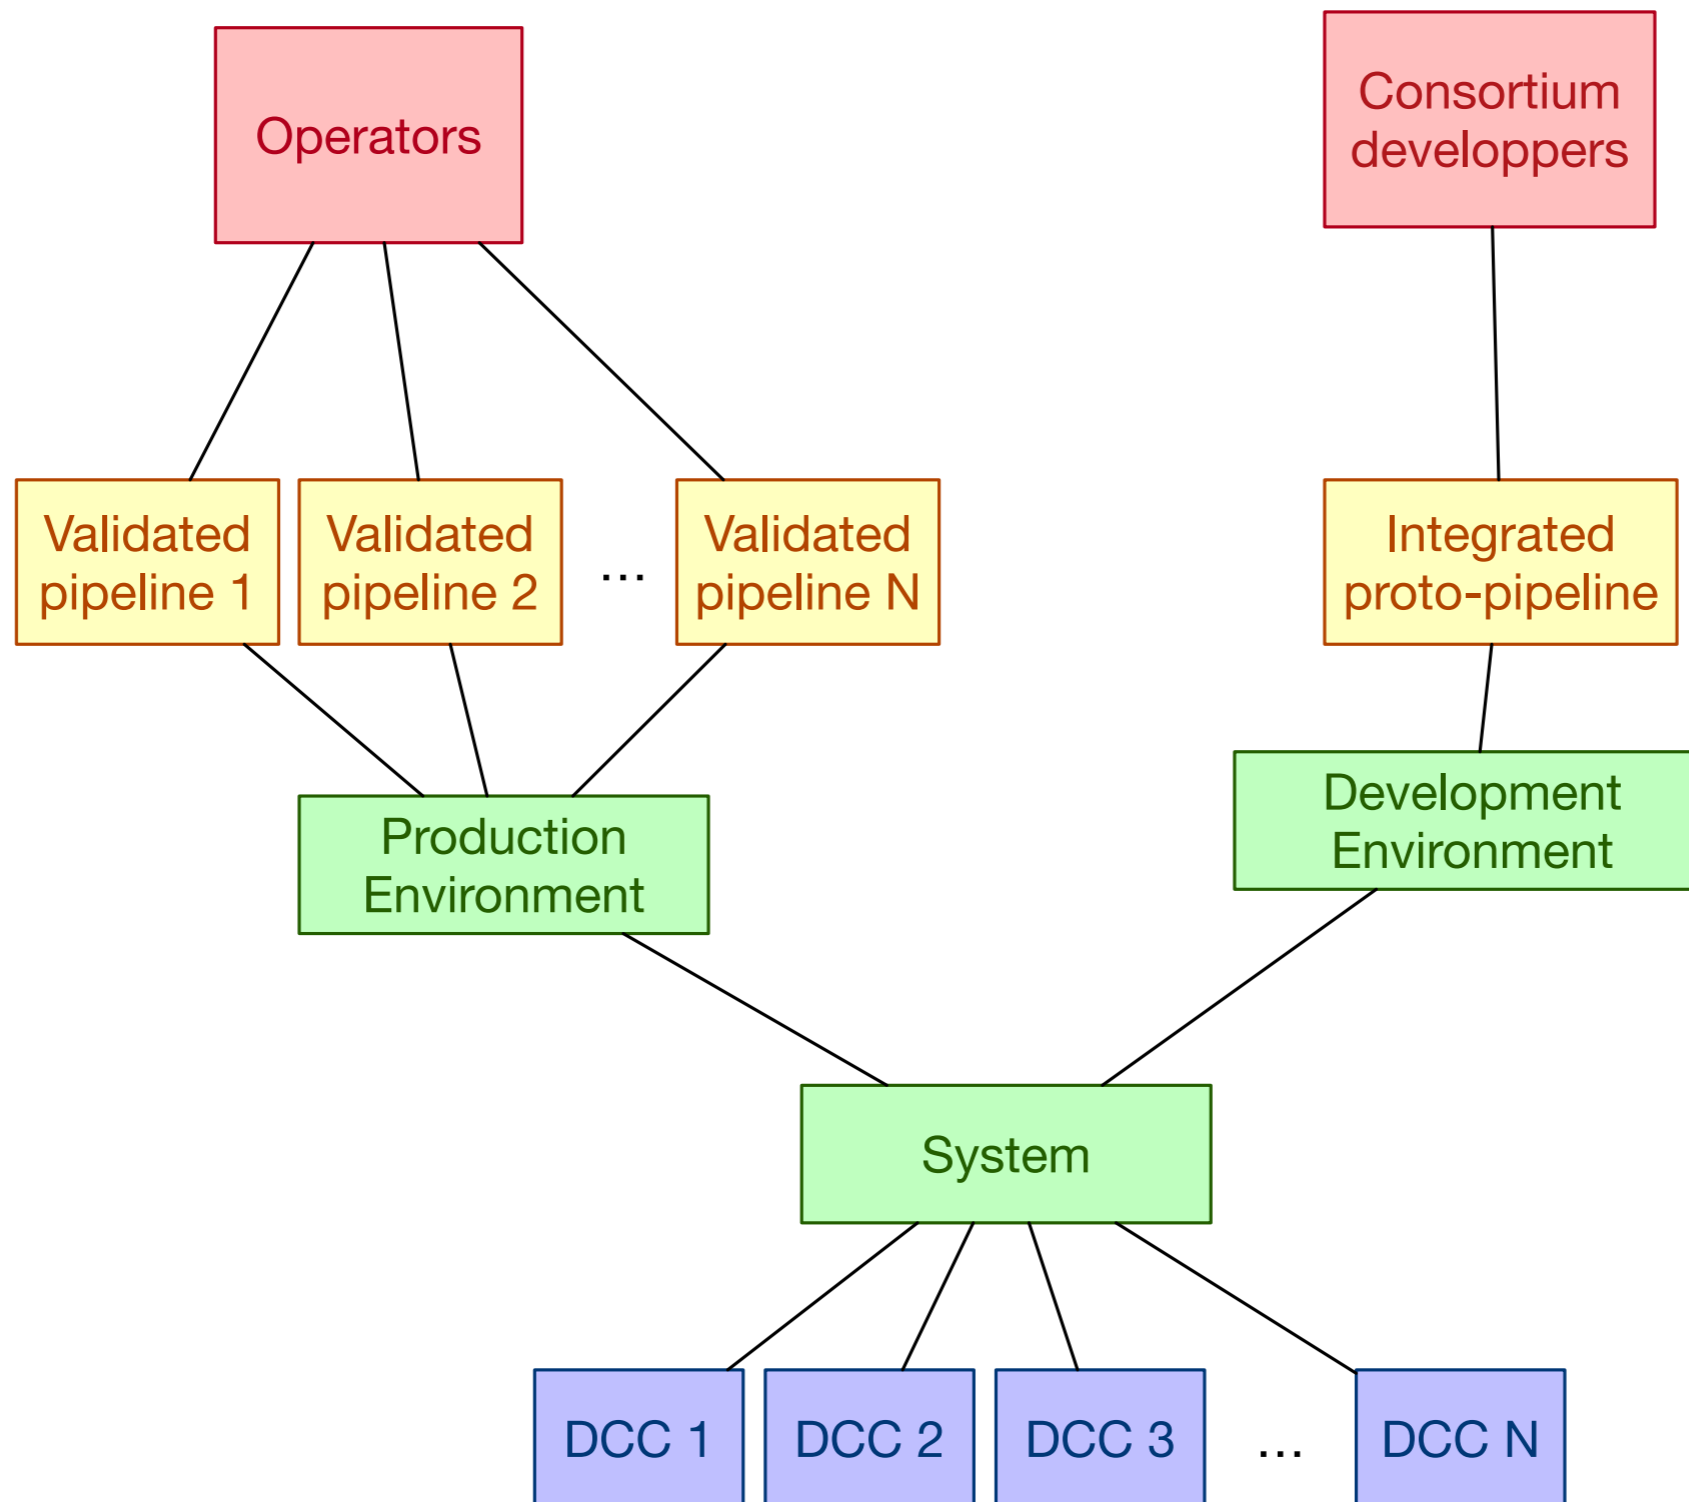 Operators
Consortium
developpers
Validated
pipeline 1
Validated
pipeline 2
...
Validated
pipeline N
Integrated
proto-pipeline
Production
Environment
Development
Environment
System
DCC 1
DCC 2
DCC 3
...
DCC N